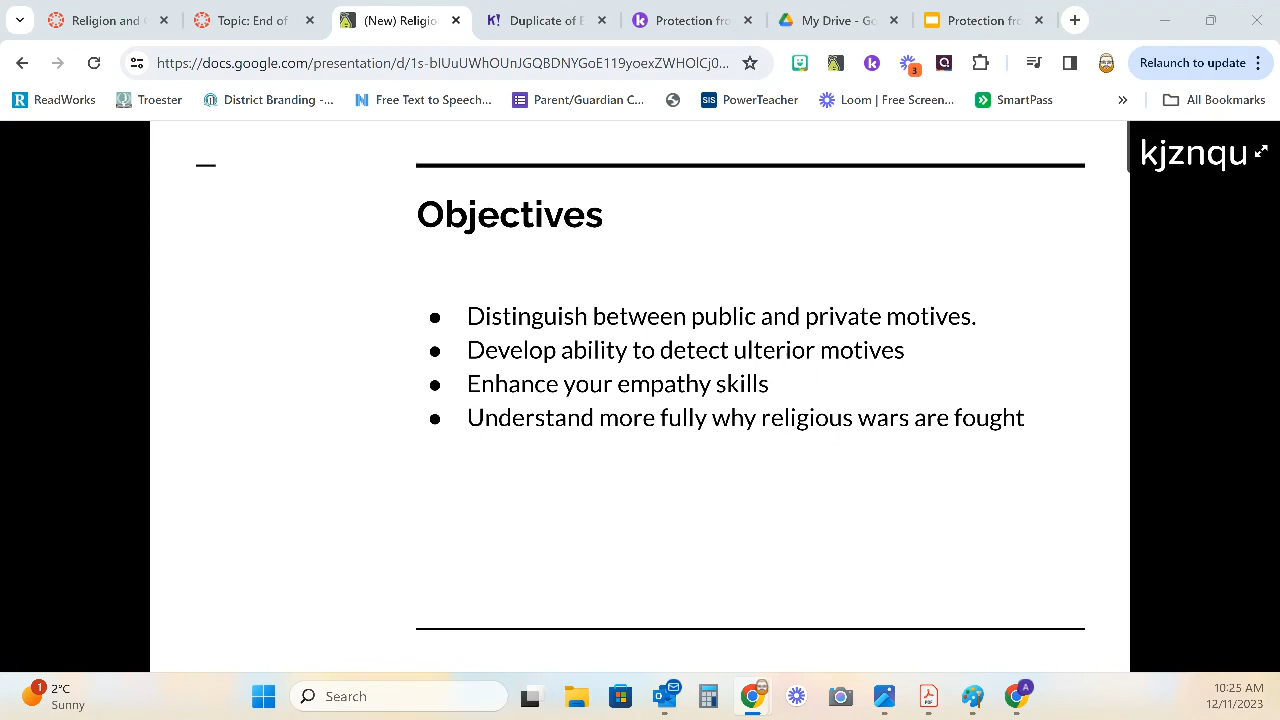 Religion and
Topic: End of
(New) Religio
Duplicate of
Protection fro
My Drive - Go
Protection fro
https://docs.google.com/presentation/d/1s-blUuUWhOUnJGQBDNYGoE119yoexZWHOlCj0...
3
Relaunch to update
ReadWorks
Troester
District Branding -...
Free Text to Speech...
Parent/Guardian C...
SIS
PowerTeacher
Loom | Free Screen...
SmartPass
All Bookmarks
kjznqu
Objectives
● Distinguish between public and private motives.
● Develop ability to detect ulterior motives
● Enhance your empathy skills
● Understand more fully why religious wars are fought
1
2°C
Sunny
Search
A
10:25 AM
12/11/2023